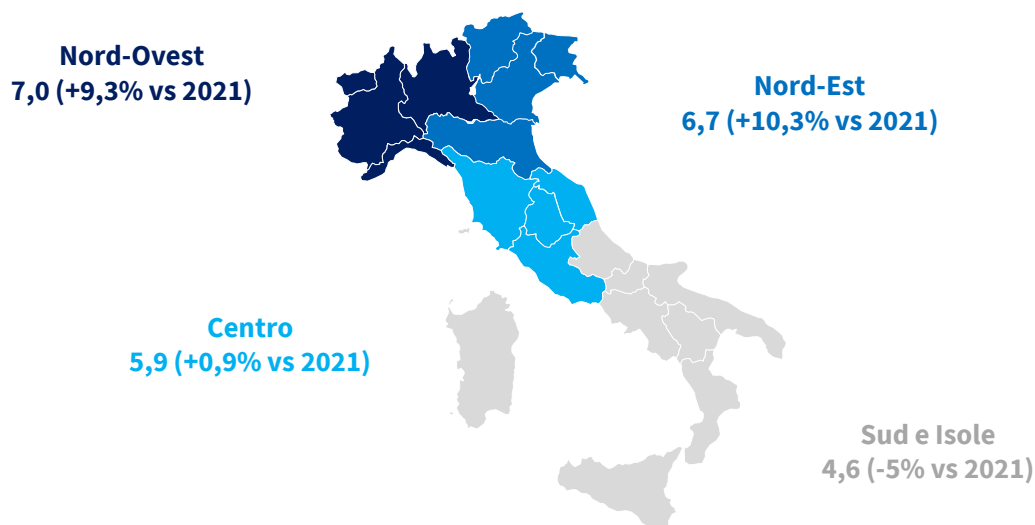 Nord-Ovest
7,0 (+9,3% vs 2021)
Nord-Est
6,7 (+10,3% vs 2021)
Centro
5,9 (+0,9% vs 2021)
Sud e Isole
4,6 (-5% vs 2021)